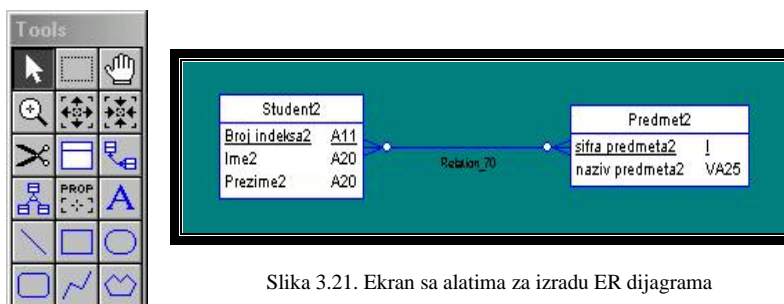 Tools
PROP
A
Student2
Broj indeksa2 A11
Ime2 A20
Prezime2 A20
Relation_70
Predmet2
sifra predmeta2 I
naziv predmeta2 VA25
Slika 3.21. Ekran sa alatima za izradu ER dijagrama